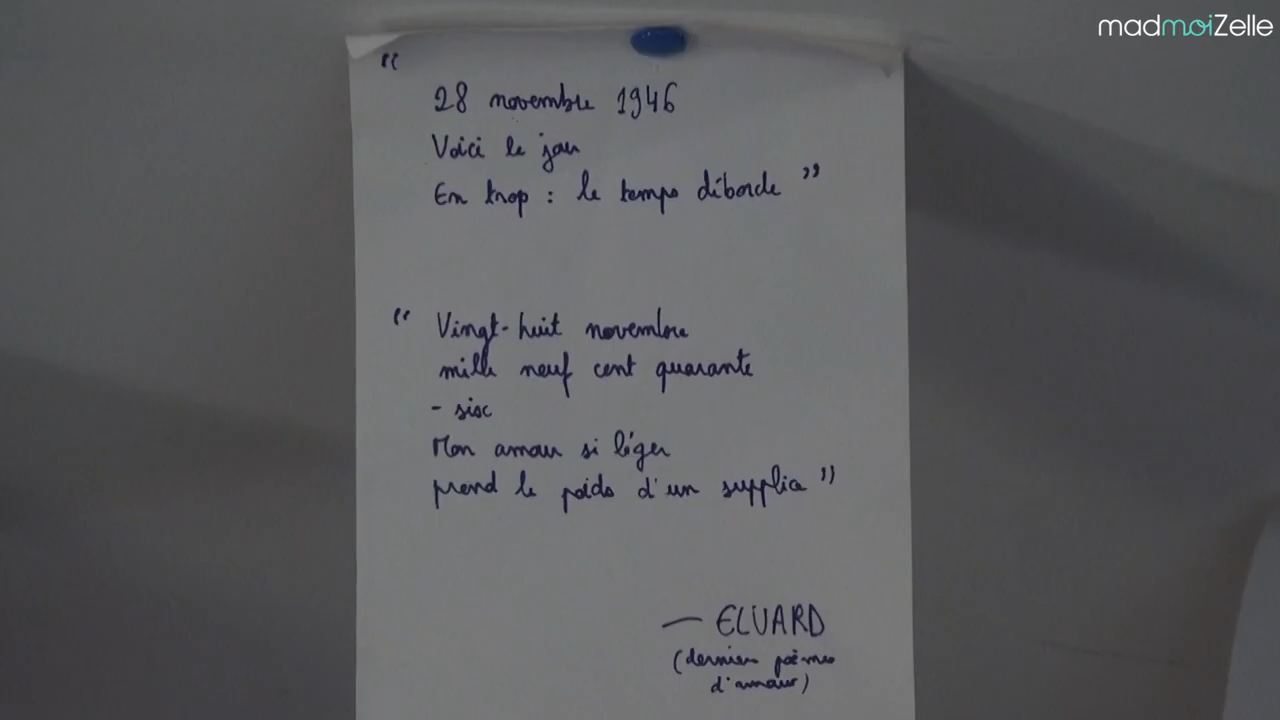 madmoiZelle
“
28 novembre 1946
Voici le jour
En trop : le temps déborde ”
“ Vingt-huit novembre
mille neuf cent quarante
- six
Mon amour si léger
prend le poids d'un supplice ”
— ELUARD
(derniers poèmes
d'amour)